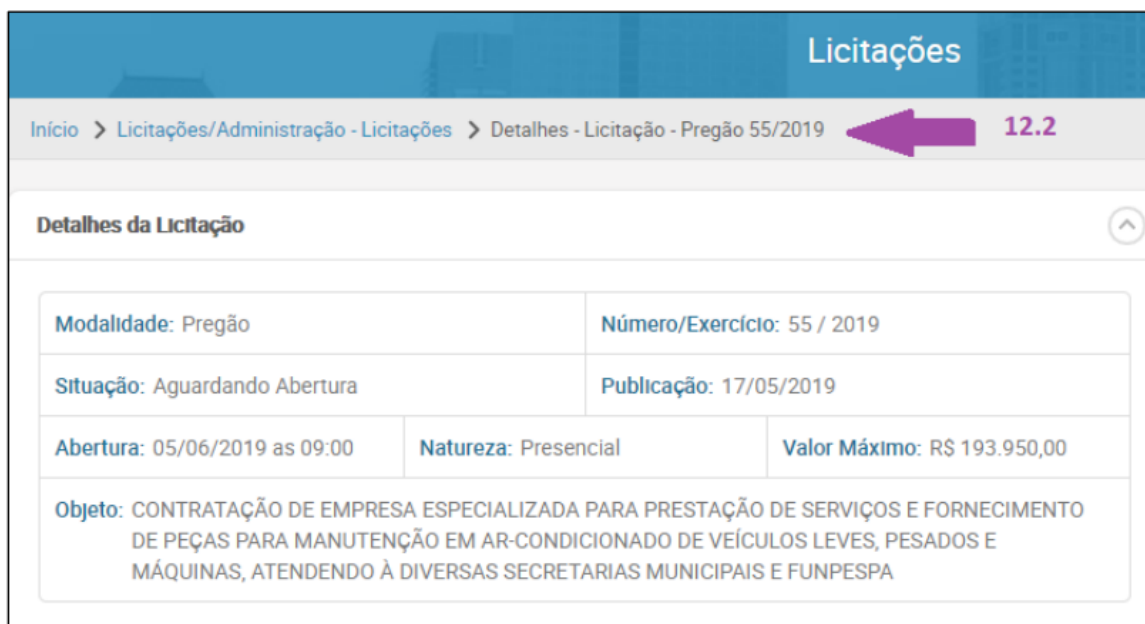 Licitações
Início > Licitações/Administração - Licitações > Detalhes - Licitação - Pregão 55/2019 12.2
Detalhes da Licitação
Modalidade: Pregão Número/Exercício: 55 / 2019
Situação: Aguardando Abertura Publicação: 17/05/2019
Abertura: 05/06/2019 as 09:00 Natureza: Presencial Valor Máximo: R$ 193.950,00
Objeto: CONTRATAÇÃO DE EMPRESA ESPECIALIZADA PARA PRESTAÇÃO DE SERVIÇOS E FORNECIMENTO
DE PEÇAS PARA MANUTENÇÃO EM AR-CONDICIONADO DE VEÍCULOS LEVES, PESADOS E
MÁQUINAS, ATENDENDO À DIVERSAS SECRETARIAS MUNICIPAIS E FUNPESPA